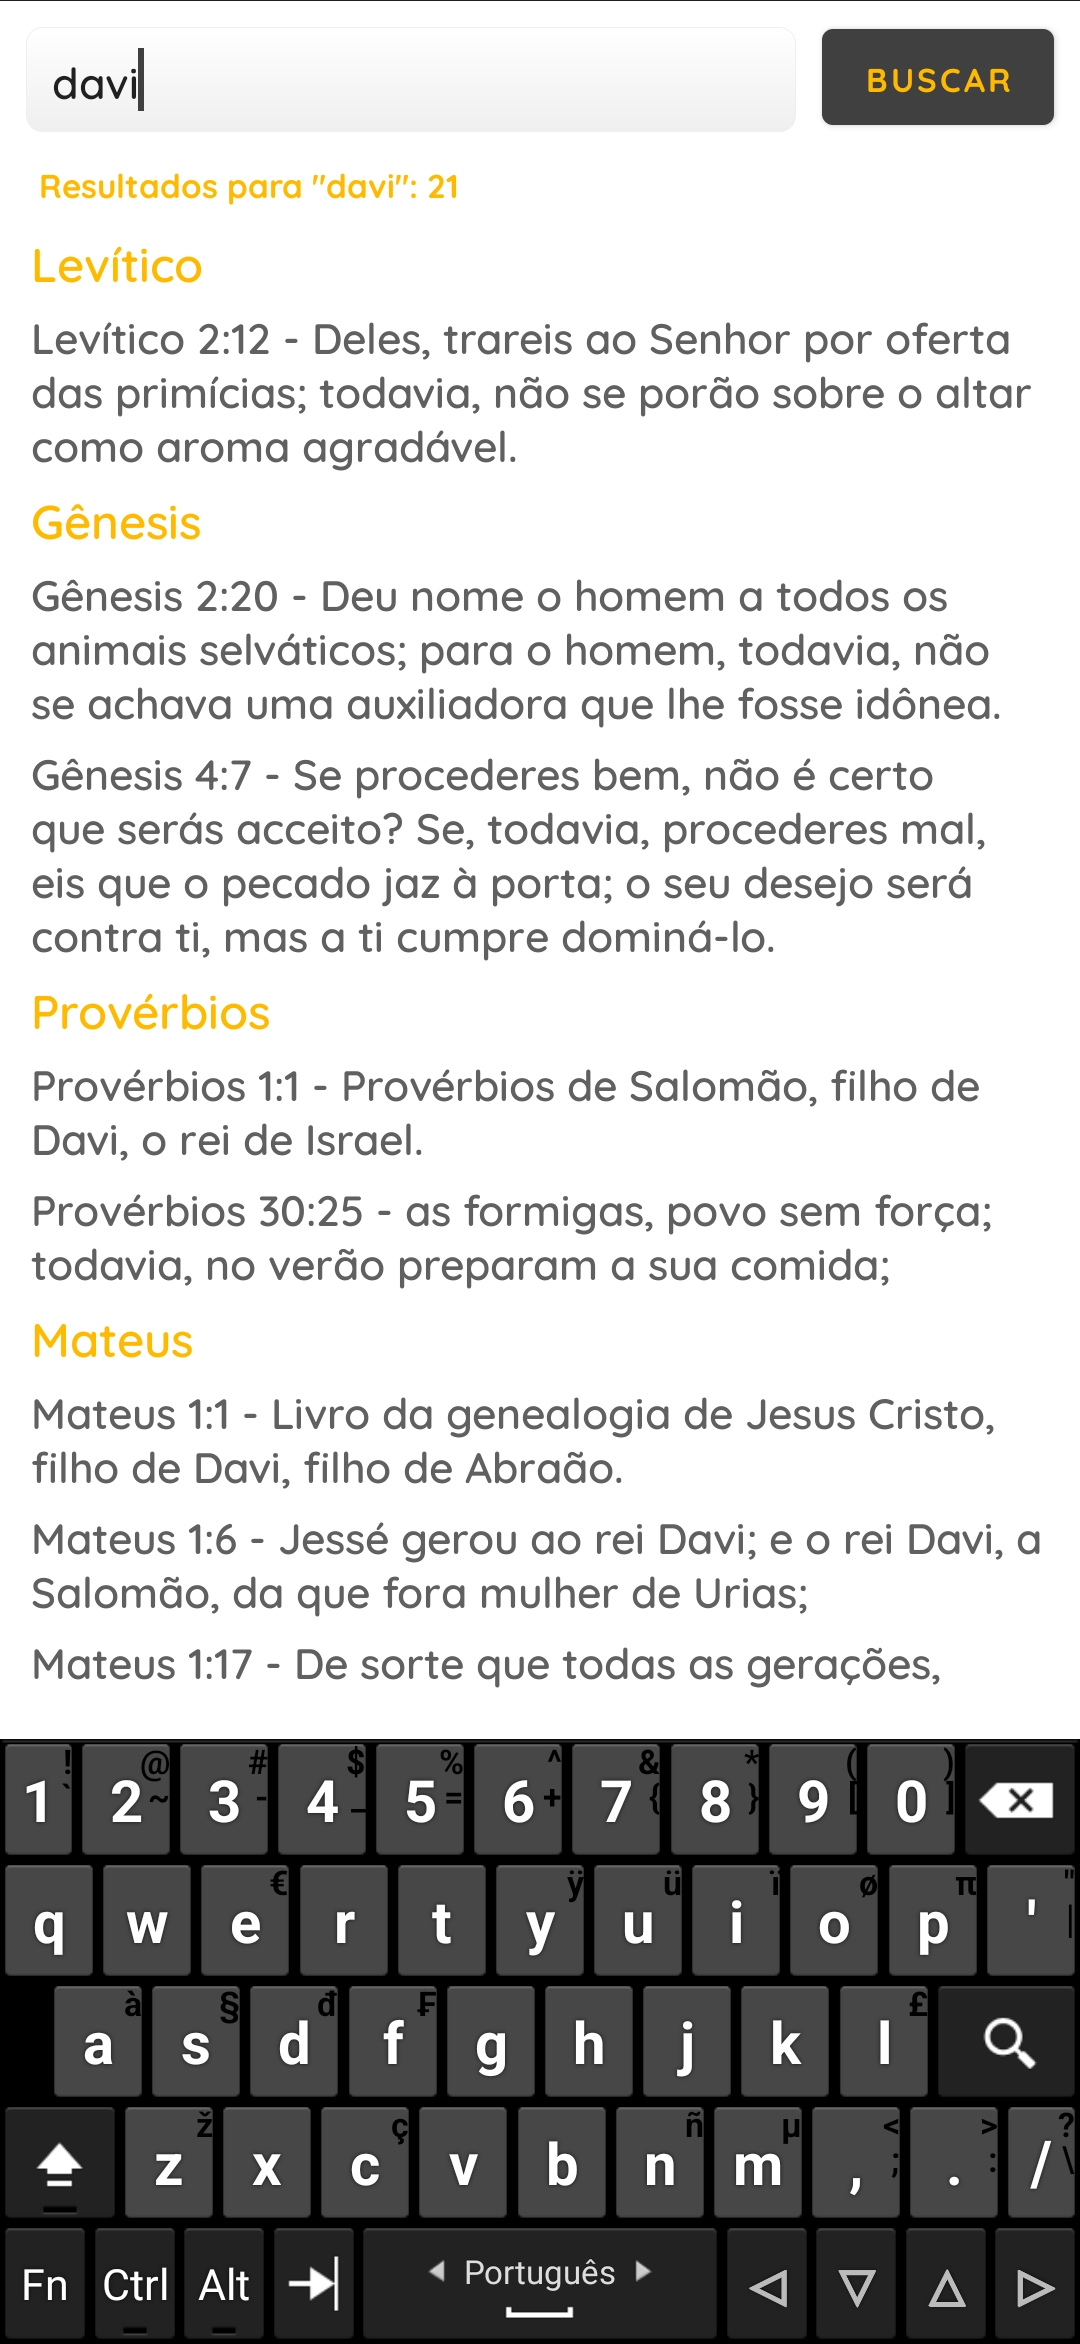 davi
BUSCAR
Resultados para "davi": 21
Levítico
Levítico 2:12 - Deles, trareis ao Senhor por oferta
das primícias; todavia, não se porão sobre o altar
como aroma agradável.
Gênesis
Gênesis 2:20 - Deu nome o homem a todos os
animais selváticos; para o homem, todavia, não
se achava uma auxiliadora que lhe fosse idônea.
Gênesis 4:7 - Se procederes bem, não é certo
que serás acceito? Se, todavia, procederes mal,
eis que o pecado jaz à porta; o seu desejo será
contra ti, mas a ti cumpre dominá-lo.
Provérbios
Provérbios 1:1 - Provérbios de Salomão, filho de
Davi, o rei de Israel.
Provérbios 30:25 - as formigas, povo sem força;
todavia, no verão preparam a sua comida;
Mateus
Mateus 1:1 - Livro da genealogia de Jesus Cristo,
filho de Davi, filho de Abraão.
Mateus 1:6 - Jessé gerou ao rei Davi; e o rei Davi, a
Salomão, da que fora mulher de Urias;
Mateus 1:17 - De sorte que todas as gerações,
1 ! ` 2 @ ~ 3 # - 4 $ _ 5 % = 6 ^ + 7 & { 8 * } 9 ( [ 0 ) ]
q w e € r t y ÿ u ü i ï o ø p π ' " |
a à s § d đ f ₣ g h j k l £
z ž x c ç v b n ñ m µ , < ; . > : / ? \
Fn Ctrl Alt Português